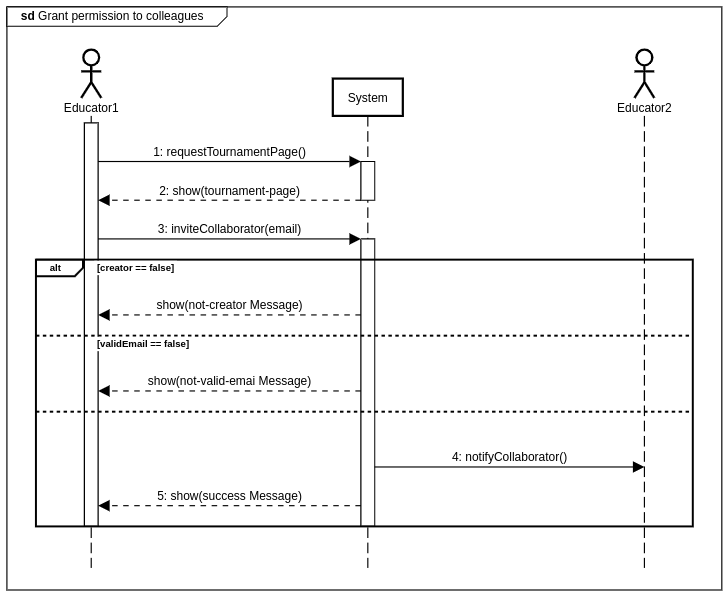 sd Grant permission to colleagues
Educator1
System
Educator2
1: requestTournamentPage()
2: show(tournament-page)
3: inviteCollaborator(email)
alt
[creator == false]
show(not-creator Message)
[validEmail == false]
show(not-valid-emai Message)
4: notifyCollaborator()
5: show(success Message)